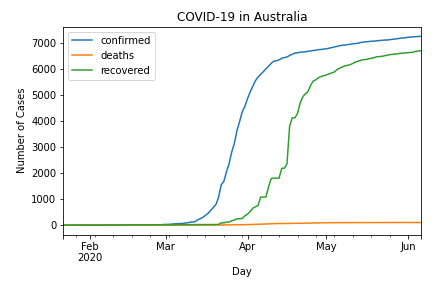 COVID-19 in Australia
confirmed
deaths
recovered
Number of Cases
7000
6000
5000
4000
3000
2000
1000
0
Feb Mar Apr May Jun
2020
Day